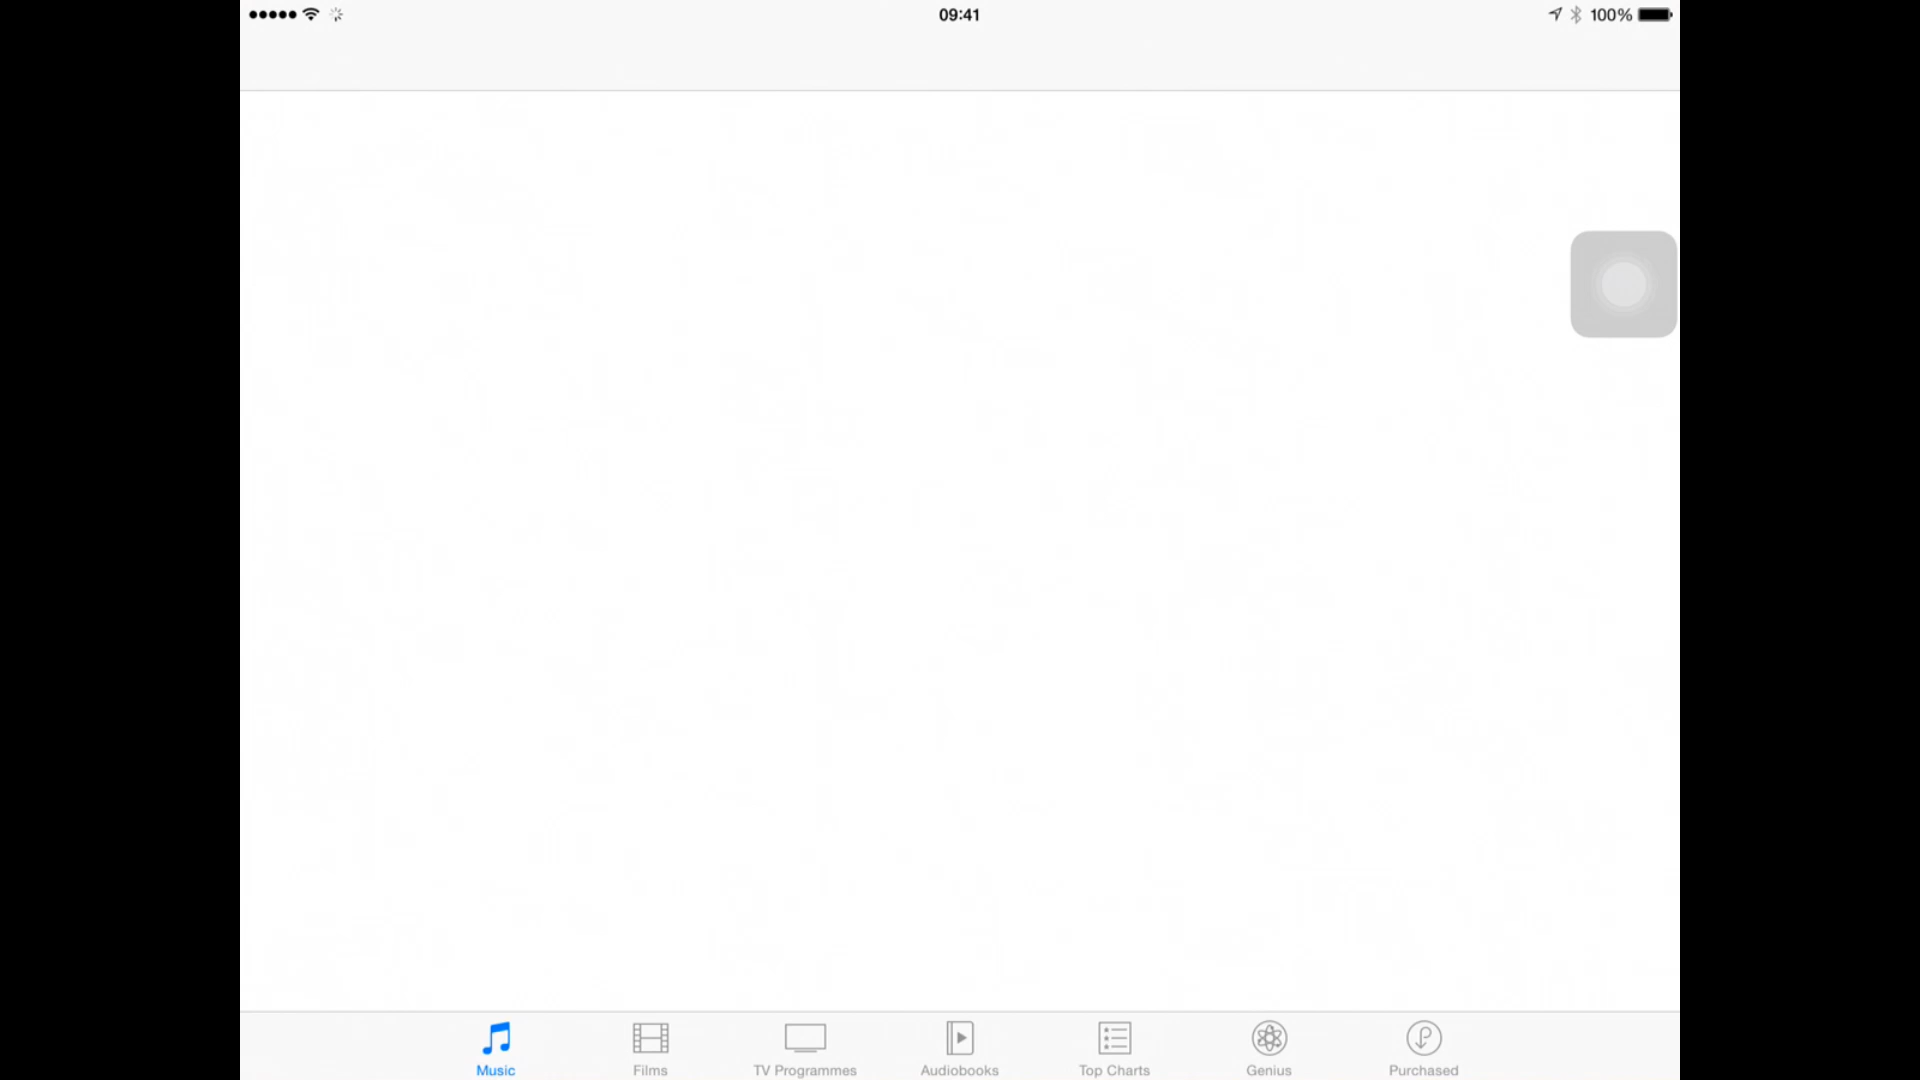 09:41
100%
Music
Films
TV Programmes
Audiobooks
Top Charts
Genius
Purchased